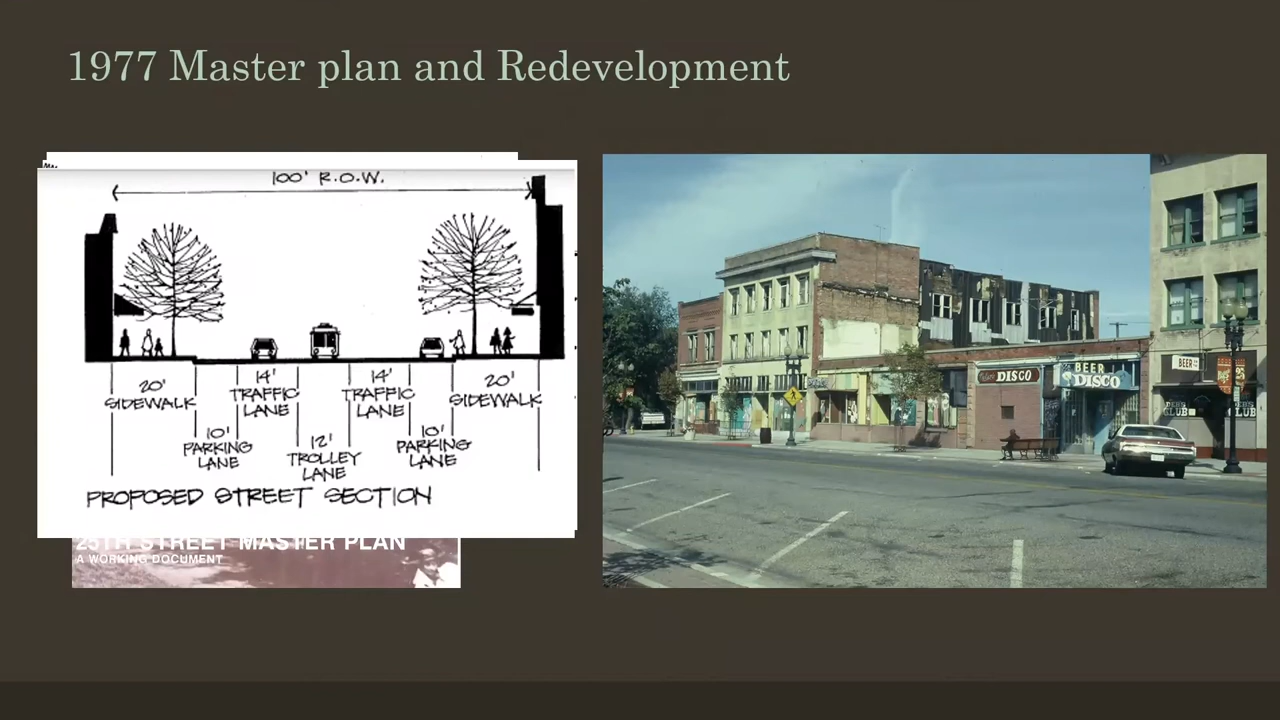 1977 Master plan and Redevelopment
100' R.O.W.
20'
SIDEWALK
14'
TRAFFIC
LANE
14'
TRAFFIC
LANE
20'
SIDEWALK
10'
PARKING
LANE
12'
TROLLEY
LANE
10'
PARKING
LANE
PROPOSED STREET SECTION
25TH STREET MASTER PLAN
A WORKING DOCUMENT
DISCO
BEER
DISCO
BEER
CLUB
CLUB